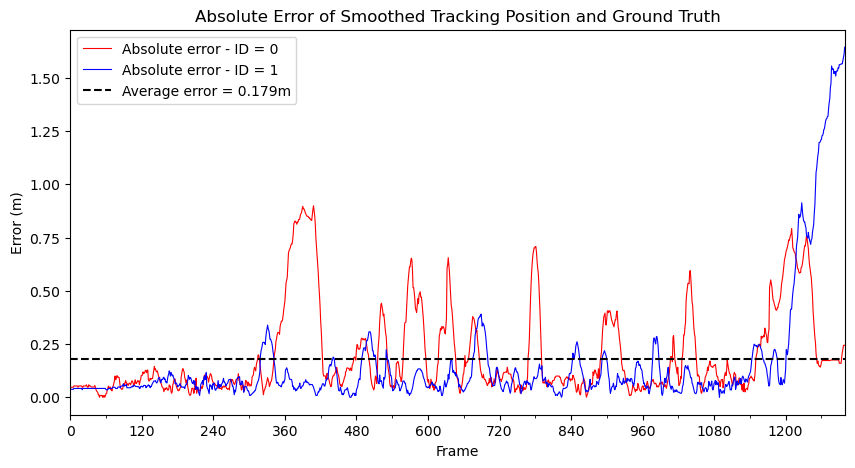 Absolute Error of Smoothed Tracking Position and Ground Truth
Absolute error - ID = 0
Absolute error - ID = 1
Average error = 0.179m
1.50
1.25
1.00
0.75
0.50
0.25
0.00
Error (m)
0 120 240 360 480 600 720 840 960 1080 1200
Frame